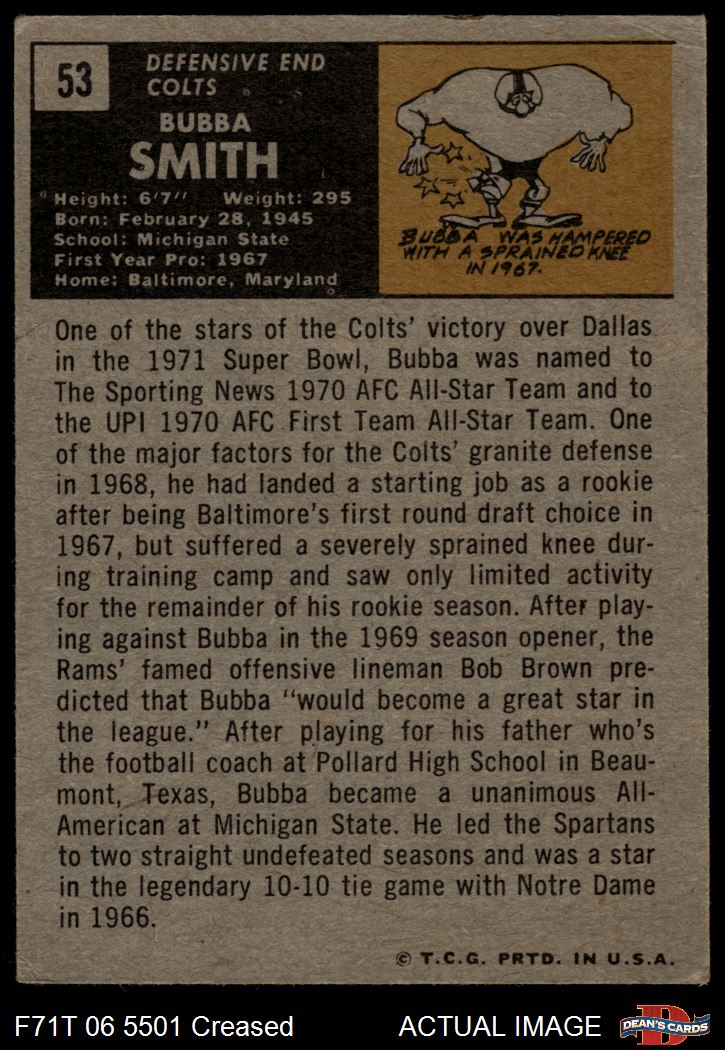 53
DEFENSIVE END
COLTS
BUBBA
SMITH
Height: 6'7" Weight: 295
Born: February 28, 1945
School: Michigan State
First Year Pro: 1967
Home: Baltimore, Maryland
BUBBA WAS HAMPERED
WITH A SPRAINED KNEE
IN 1967.
One of the stars of the Colts' victory over Dallas
in the 1971 Super Bowl, Bubba was named to
The Sporting News 1970 AFC All-Star Team and to
the UPI 1970 AFC First Team All-Star Team. One
of the major factors for the Colts' granite defense
in 1968, he had landed a starting job as a rookie
after being Baltimore's first round draft choice in
1967, but suffered a severely sprained knee dur-
ing training camp and saw only limited activity
for the remainder of his rookie season. After play-
ing against Bubba in the 1969 season opener, the
Rams' famed offensive lineman Bob Brown pre-
dicted that Bubba "would become a great star in
the league." After playing for his father who's
the football coach at Pollard High School in Beau-
mont, Texas, Bubba became a unanimous All-
American at Michigan State. He led the Spartans
to two straight undefeated seasons and was a star
in the legendary 10-10 tie game with Notre Dame
in 1966.
© T.C.G. PRTD. IN U.S.A.
F71T 06 5501 Creased ACTUAL IMAGE
D
DEAN'S CARDS